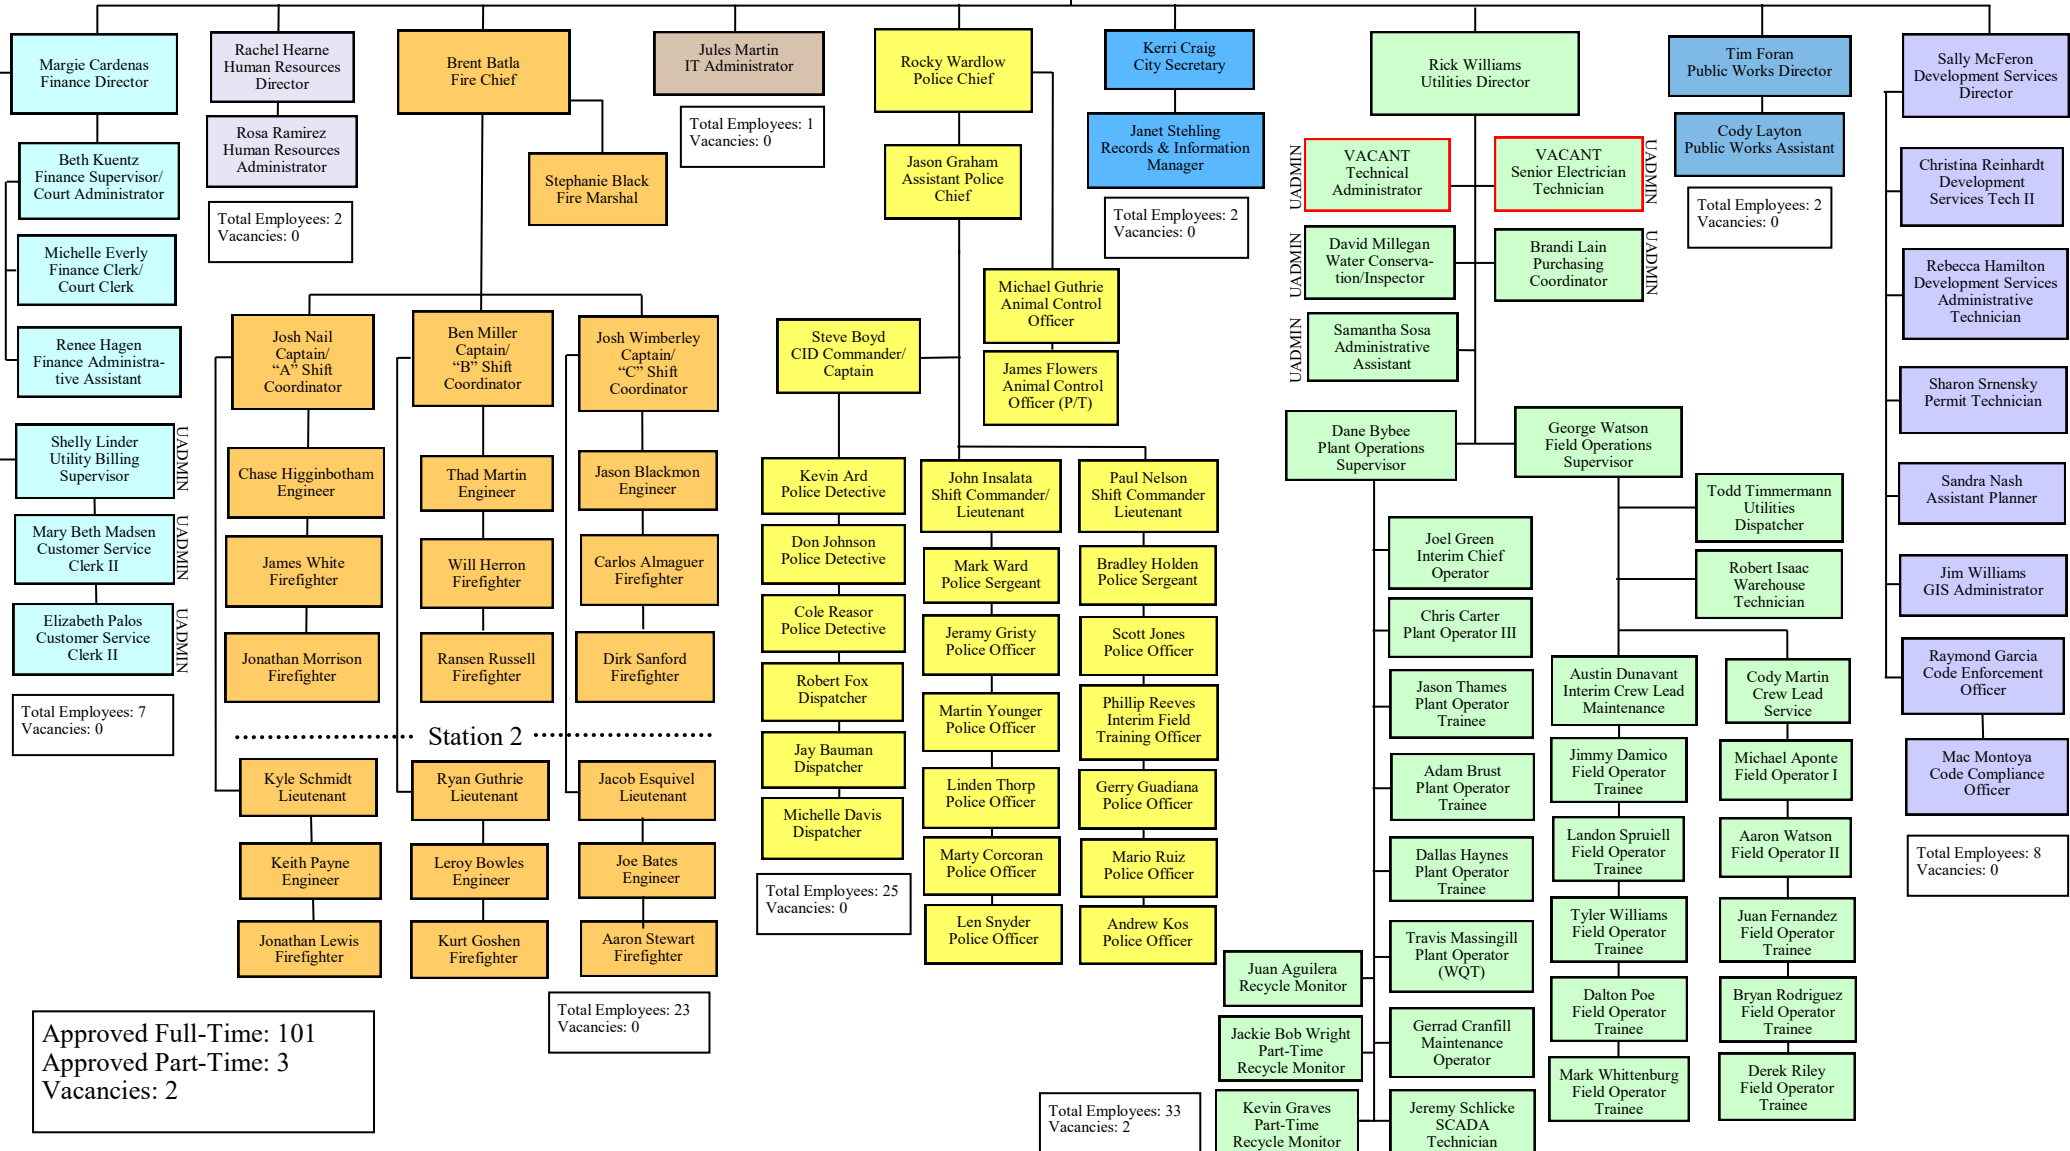 Margie Cardenas
Finance Director
Beth Kuentz
Finance Supervisor/
Court Administrator
Michelle Everly
Finance Clerk/
Court Clerk
Renee Hagen
Finance Administra-
tive Assistant
Shelly Linder
Utility Billing
Supervisor
UADMIN
Mary Beth Madsen
Customer Service
Clerk II
UADMIN
Elizabeth Palos
Customer Service
Clerk II
UADMIN
Total Employees: 7
Vacancies: 0
Rachel Hearne
Human Resources
Director
Rosa Ramirez
Human Resources
Administrator
Total Employees: 2
Vacancies: 0
Brent Batla
Fire Chief
Stephanie Black
Fire Marshal
Josh Nail
Captain/
“A” Shift
Coordinator
Chase Higginbotham
Engineer
James White
Firefighter
Jonathan Morrison
Firefighter
Ben Miller
Captain/
“B” Shift
Coordinator
Thad Martin
Engineer
Will Herron
Firefighter
Ransen Russell
Firefighter
Josh Wimberley
Captain/
“C” Shift
Coordinator
Jason Blackmon
Engineer
Carlos Almaguer
Firefighter
Dirk Sanford
Firefighter
Station 2
Kyle Schmidt
Lieutenant
Keith Payne
Engineer
Jonathan Lewis
Firefighter
Ryan Guthrie
Lieutenant
Leroy Bowles
Engineer
Kurt Goshen
Firefighter
Jacob Esquivel
Lieutenant
Joe Bates
Engineer
Aaron Stewart
Firefighter
Total Employees: 23
Vacancies: 0
Jules Martin
IT Administrator
Total Employees: 1
Vacancies: 0
Rocky Wardlow
Police Chief
Jason Graham
Assistant Police
Chief
Michael Guthrie
Animal Control
Officer
James Flowers
Animal Control
Officer (P/T)
Steve Boyd
CID Commander/
Captain
Kevin Ard
Police Detective
Don Johnson
Police Detective
Cole Reasor
Police Detective
Robert Fox
Dispatcher
Jay Bauman
Dispatcher
Michelle Davis
Dispatcher
Total Employees: 25
Vacancies: 0
John Insalata
Shift Commander/
Lieutenant
Mark Ward
Police Sergeant
Jeramy Gristy
Police Officer
Martin Younger
Police Officer
Linden Thorp
Police Officer
Marty Corcoran
Police Officer
Len Snyder
Police Officer
Paul Nelson
Shift Commander
Lieutenant
Bradley Holden
Police Sergeant
Scott Jones
Police Officer
Phillip Reeves
Interim Field
Training Officer
Gerry Guadiana
Police Officer
Mario Ruiz
Police Officer
Andrew Kos
Police Officer
Kerri Craig
City Secretary
Janet Stehling
Records & Information
Manager
Total Employees: 2
Vacancies: 0
Rick Williams
Utilities Director
UADMIN
VACANT
Technical
Administrator
VACANT
Senior Electrician
Technician
UADMIN
UADMIN
David Millegan
Water Conserva-
tion/Inspector
Brandi Lain
Purchasing
Coordinator
UADMIN
UADMIN
Samantha Sosa
Administrative
Assistant
Dane Bybee
Plant Operations
Supervisor
Joel Green
Interim Chief
Operator
Chris Carter
Plant Operator III
Jason Thames
Plant Operator
Trainee
Adam Brust
Plant Operator
Trainee
Dallas Haynes
Plant Operator
Trainee
Travis Massingill
Plant Operator
(WQT)
Gerrad Cranfill
Maintenance
Operator
Jeremy Schlicke
SCADA
Technician
Juan Aguilera
Recycle Monitor
Jackie Bob Wright
Part-Time
Recycle Monitor
Kevin Graves
Part-Time
Recycle Monitor
Total Employees: 33
Vacancies: 2
George Watson
Field Operations
Supervisor
Todd Timmermann
Utilities
Dispatcher
Robert Isaac
Warehouse
Technician
Austin Dunavant
Interim Crew Lead
Maintenance
Jimmy Damico
Field Operator
Trainee
Landon Spruiell
Field Operator
Trainee
Tyler Williams
Field Operator
Trainee
Dalton Poe
Field Operator
Trainee
Mark Whittenburg
Field Operator
Trainee
Cody Martin
Crew Lead
Service
Michael Aponte
Field Operator I
Aaron Watson
Field Operator II
Juan Fernandez
Field Operator
Trainee
Bryan Rodriguez
Field Operator
Trainee
Derek Riley
Field Operator
Trainee
Tim Foran
Public Works Director
Cody Layton
Public Works Assistant
Total Employees: 2
Vacancies: 0
Sally McFeron
Development Services
Director
Christina Reinhardt
Development
Services Tech II
Rebecca Hamilton
Development Services
Administrative
Technician
Sharon Srnensky
Permit Technician
Sandra Nash
Assistant Planner
Jim Williams
GIS Administrator
Raymond Garcia
Code Enforcement
Officer
Mac Montoya
Code Compliance
Officer
Total Employees: 8
Vacancies: 0
Approved Full-Time: 101
Approved Part-Time: 3
Vacancies: 2